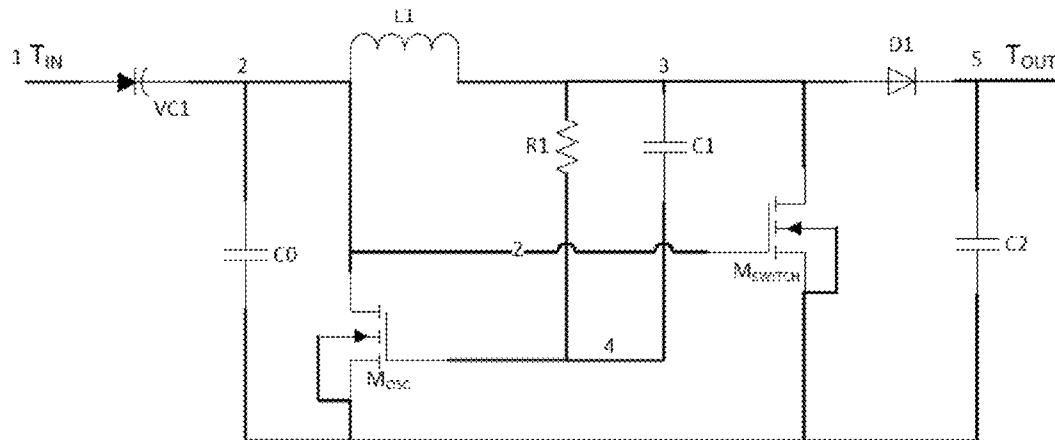 L1
1 T_IN
VC1
2
3
D1
5 T_OUT
R1
C1
C0
2
M_SWITCH
C2
4
M_OSC